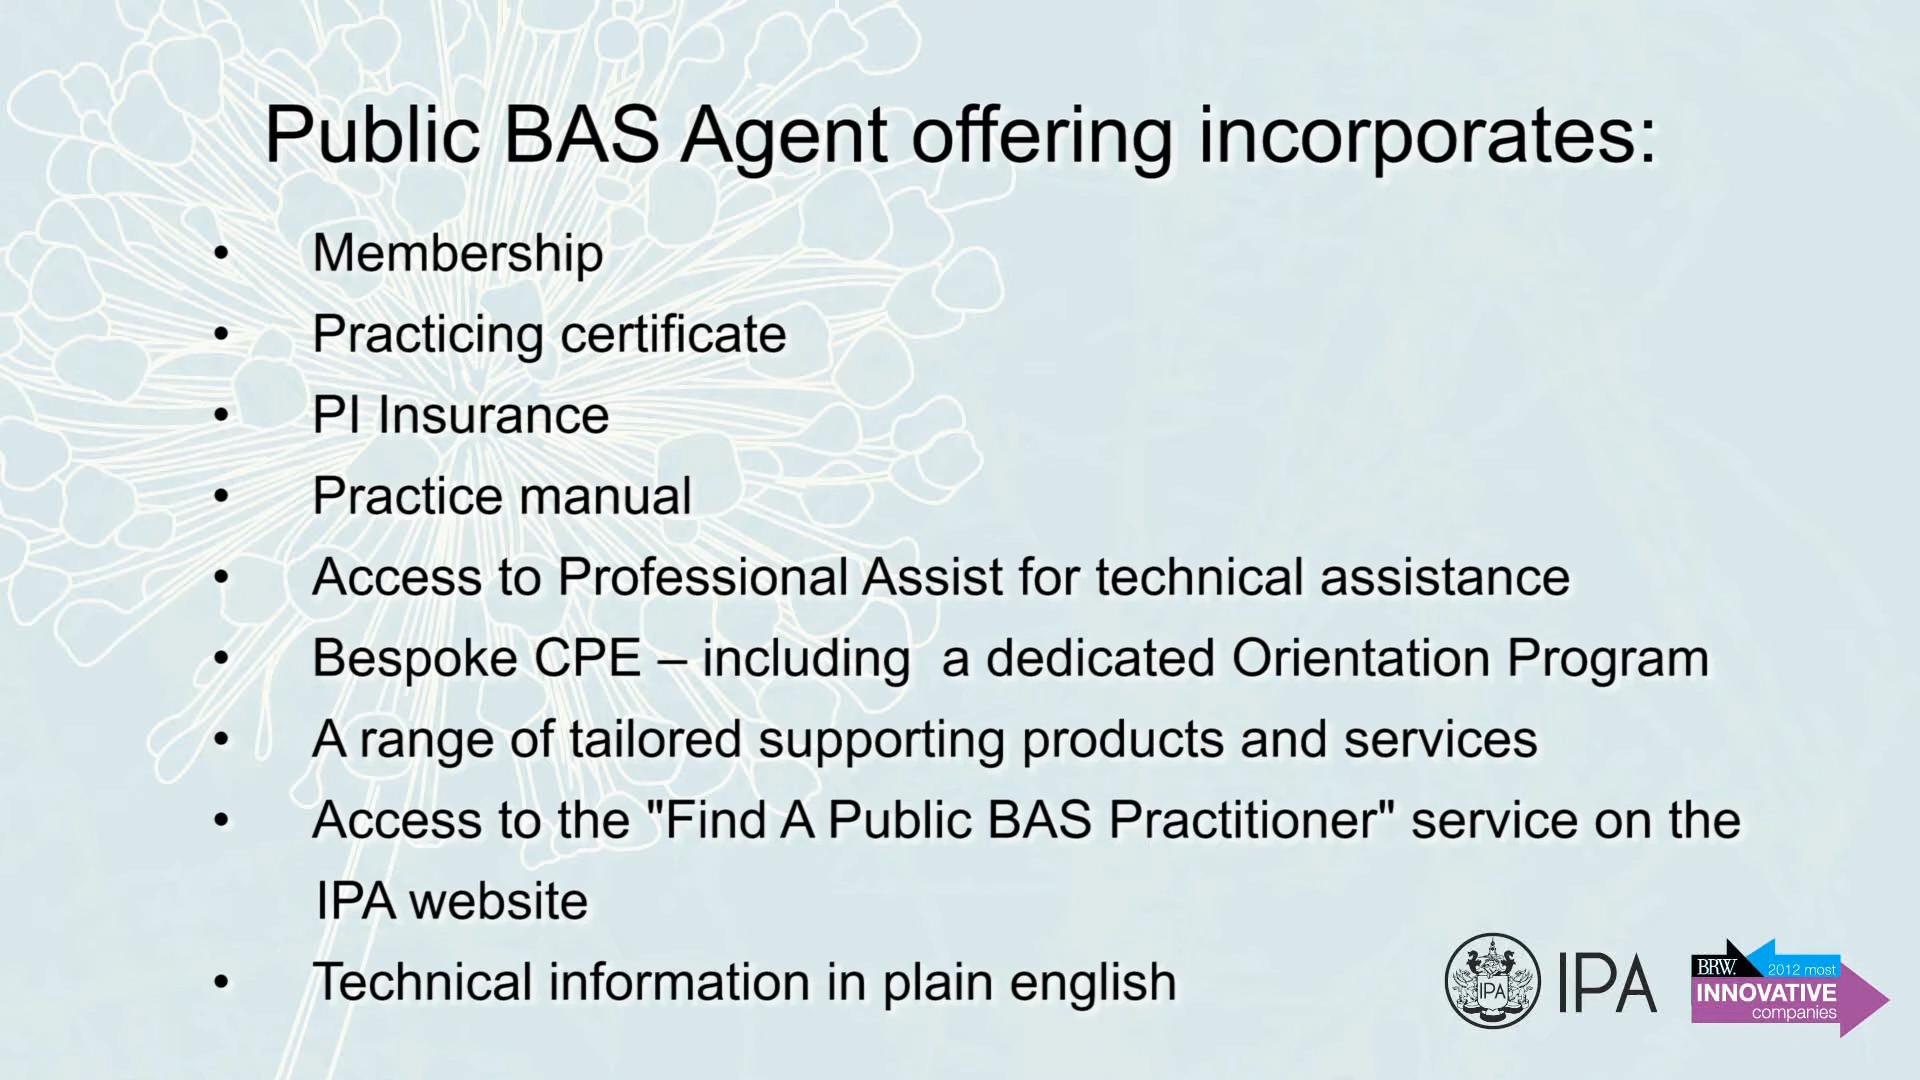 Public BAS Agent offering incorporates:
• Membership
• Practicing certificate
• PI Insurance
• Practice manual
• Access to Professional Assist for technical assistance
• Bespoke CPE – including  a dedicated Orientation Program
• A range of tailored supporting products and services
• Access to the "Find A Public BAS Practitioner" service on the
IPA website
• Technical information in plain english
IPA
IPA
BRW.
2012 most
INNOVATIVE
companies